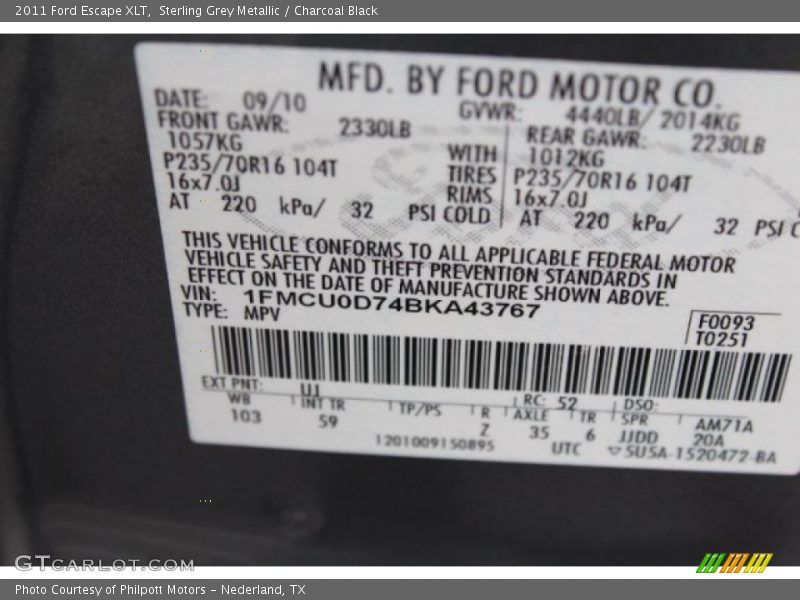 2011 Ford Escape XLT, Sterling Grey Metallic / Charcoal Black
MFD. BY FORD MOTOR CO.
DATE: 09/10 GVWR: 4440LB/ 2014KG
FRONT GAWR: 2330LB REAR GAWR: 2230LB
1057KG WITH 1012KG
P235/70R16 104T TIRES P235/70R16 104T
16x7.0J RIMS 16x7.0J
AT 220 kPa/ 32 PSI COLD AT 220 kPa/ 32 PSI C
THIS VEHICLE CONFORMS TO ALL APPLICABLE FEDERAL MOTOR
VEHICLE SAFETY AND THEFT PREVENTION STANDARDS IN
EFFECT ON THE DATE OF MANUFACTURE SHOWN ABOVE.
VIN: 1FMCU0D74BKA43767
TYPE: MPV
F0093
T0251
EXT PNT: UJ RC: 52 DSO:
WB INT TR TP/PS R AXLE TR SPR AM71A
103 59 Z 35 6 JJDD 20A
1201009150895 UTC 5U5A-1520472-BA
GTCARLOT.COM
Photo Courtesy of Philpott Motors - Nederland, TX